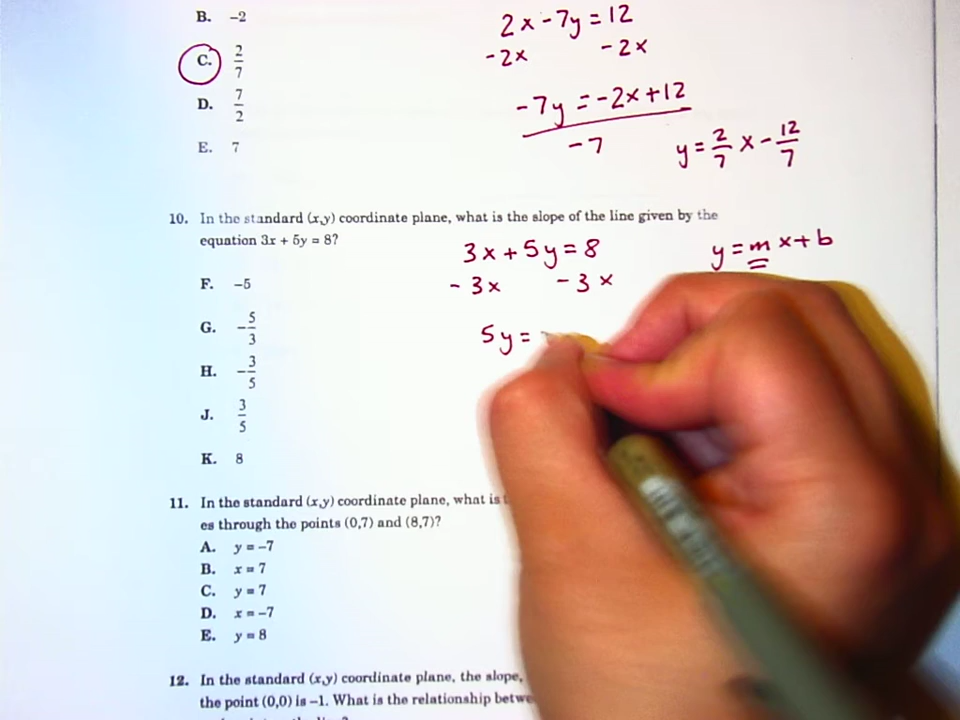 B. -2
C. 2/7
D. 7/2
E. 7
2x - 7y = 12
-2x -2x
-7y = -2x + 12
-7
y = 2/7 x - 12/7
10. In the standard (x,y) coordinate plane, what is the slope of the line given by the
equation 3x + 5y = 8?
F. -5
G. -5/3
H. -3/5
J. 3/5
K. 8
3x + 5y = 8
-3x -3x
5y =
y = mx + b
11. In the standard (x,y) coordinate plane, what is
es through the points (0,7) and (8,7)?
A. y = -7
B. x = 7
C. y = 7
D. x = -7
E. y = 8
12. In the standard (x,y) coordinate plane, the slope,
the point (0,0) is -1. What is the relationship